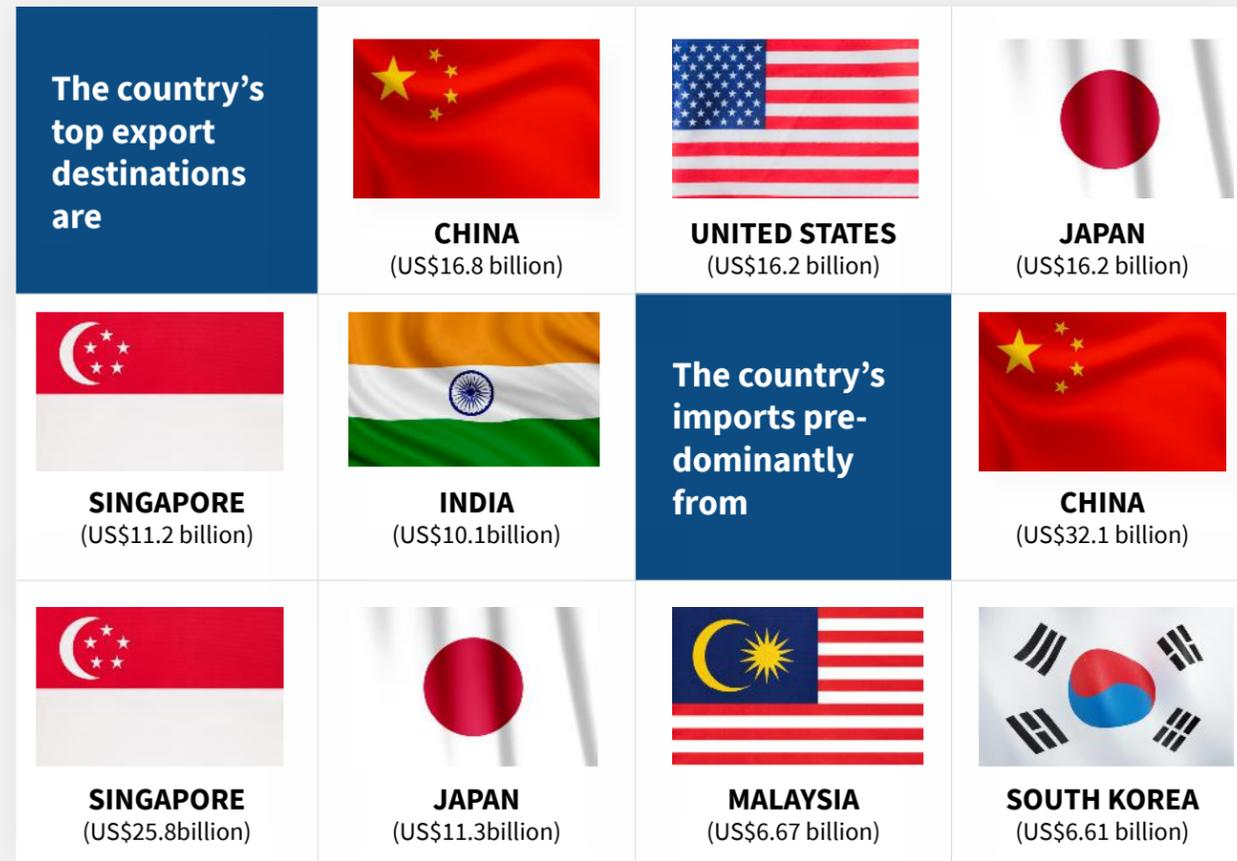 The country’s
top export
destinations
are
CHINA
(US$16.8 billion)
UNITED STATES
(US$16.2 billion)
JAPAN
(US$16.2 billion)
SINGAPORE
(US$11.2 billion)
INDIA
(US$10.1billion)
The country’s
imports pre-
dominantly
from
CHINA
(US$32.1 billion)
SINGAPORE
(US$25.8billion)
JAPAN
(US$11.3billion)
MALAYSIA
(US$6.67 billion)
SOUTH KOREA
(US$6.61 billion)